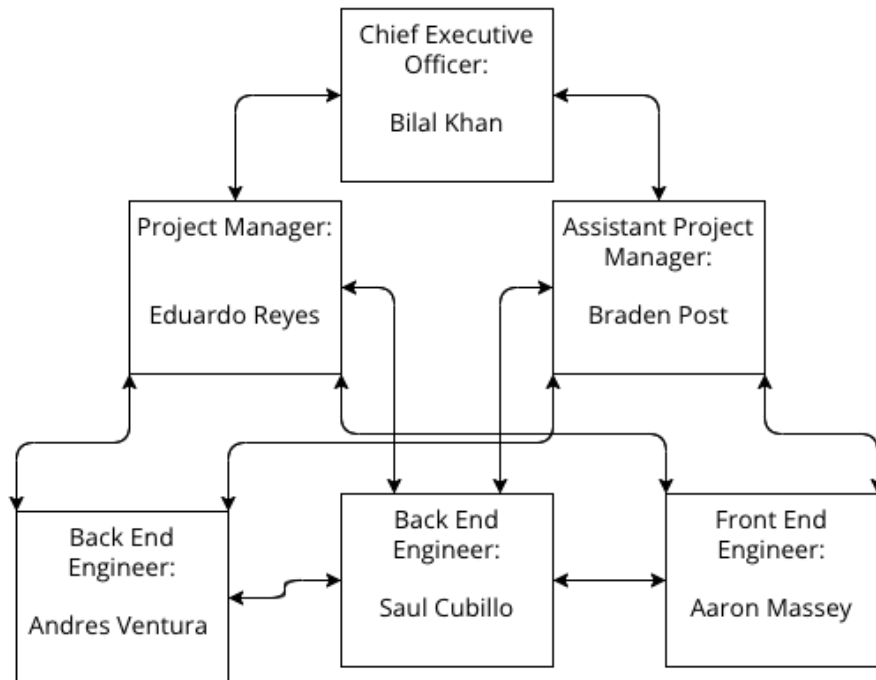 Chief Executive
Officer:
Bilal Khan
Project Manager:
Eduardo Reyes
Assistant Project
Manager:
Braden Post
Back End
Engineer:
Andres Ventura
Back End
Engineer:
Saul Cubillo
Front End
Engineer:
Aaron Massey